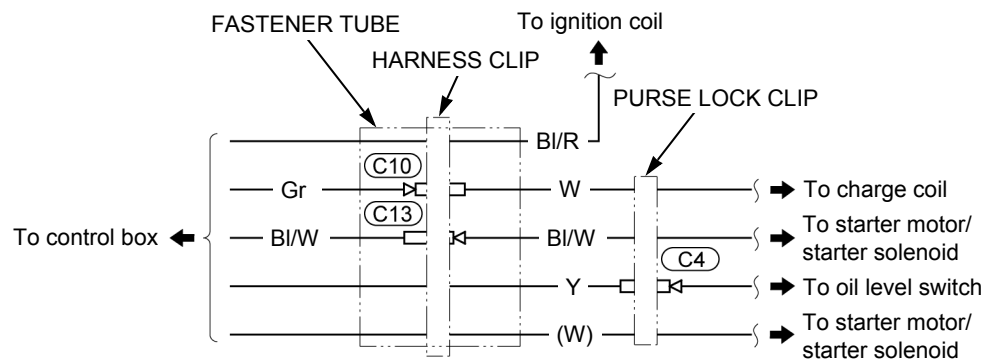 To ignition coil
FASTENER TUBE
HARNESS CLIP
PURSE LOCK CLIP
Bl/R
C10
Gr
W
To charge coil
C13
To control box
Bl/W
Bl/W
To starter motor/
starter solenoid
C4
Y
To oil level switch
(W)
To starter motor/
starter solenoid